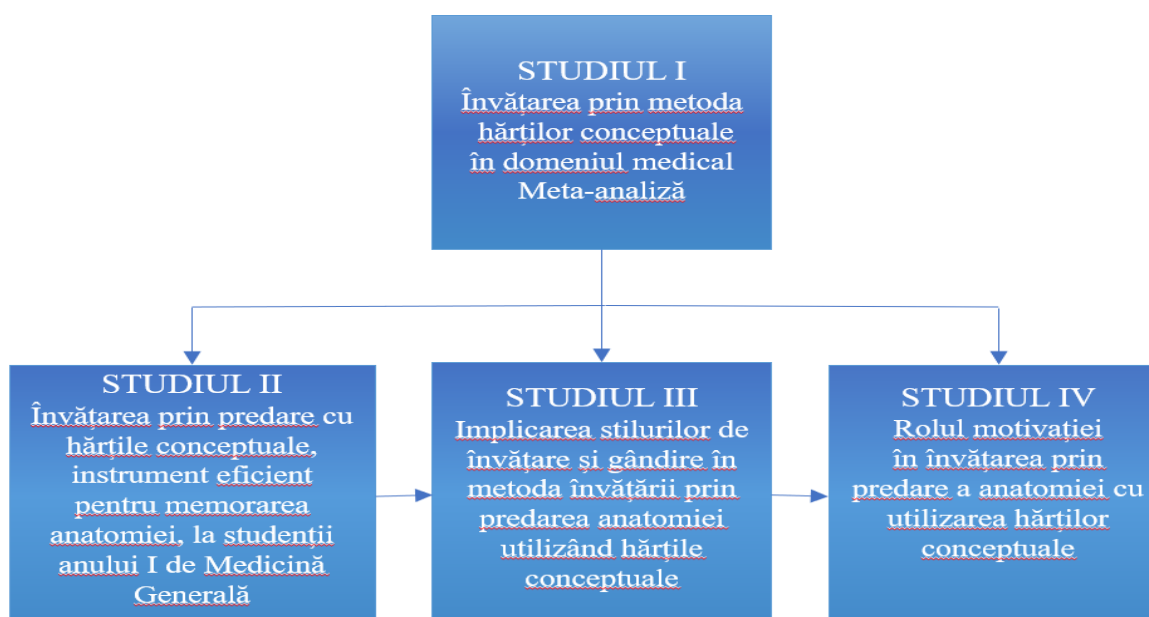 STUDIUL I
Învățarea prin metoda
hărților conceptuale
în domeniul medical
Meta-analiză
STUDIUL II
Învățarea prin predare cu
hărțile conceptuale,
instrument eficient
pentru memorarea
anatomiei, la studenții
anului I de Medicină
Generală
STUDIUL III
Implicarea stilurilor de
învățare și gândire în
metoda învățării prin
predarea anatomiei
utilizând hărțile
conceptuale
STUDIUL IV
Rolul motivației
în învățarea prin
predare a anatomiei cu
utilizarea hărților
conceptuale